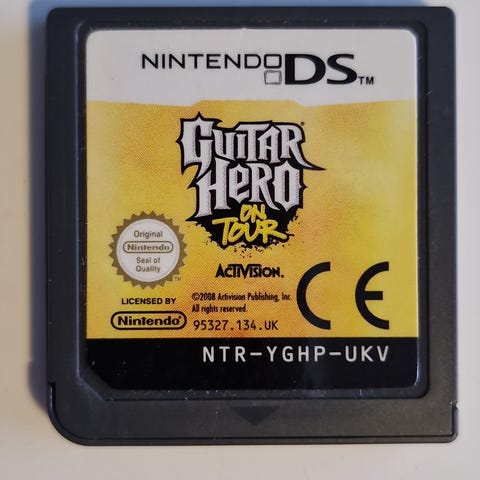 NINTENDO DS™
GUITAR
HERO
ON
TOUR
Original
Nintendo
Seal of
Quality
™
ACTIVISION.
LICENSED BY
Nintendo
©2008 Activision Publishing, Inc.
All rights reserved.
95327.134.UK
CE
NTR-YGHP-UKV